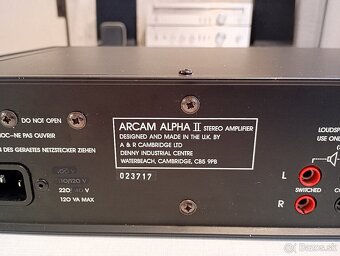 DO NOT OPEN
NE PAS OUVRIR
DES GERAETES NETZSTECKER ZIEHEN
220
120 VA MAX
ARCAM ALPHA II STEREO AMPLIFIER
DESIGNED AND MADE IN THE U.K. BY
A & R CAMBRIDGE LTD
DENNY INDUSTRIAL CENTRE
WATERBEACH, CAMBRIDGE, CB5 9PB
023717
LOUDSP
USE ONL
L
SWITCHED
R
bazos.sk